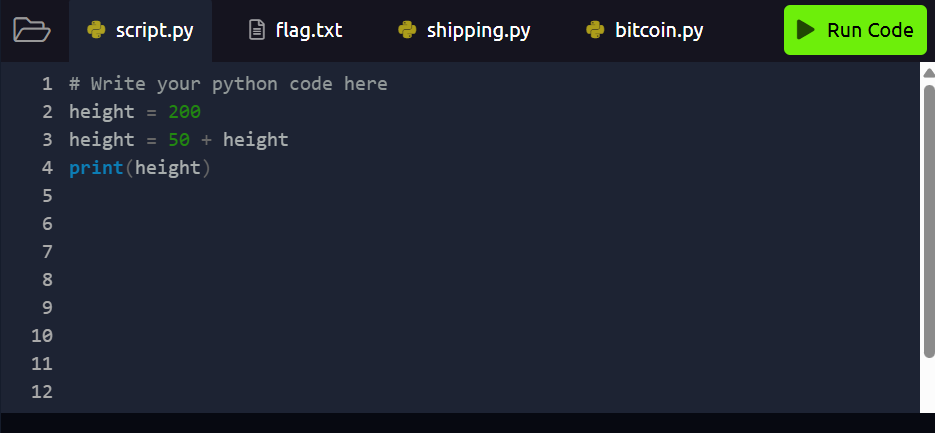 script.py flag.txt shipping.py bitcoin.py Run Code
1 # Write your python code here
2 height = 200
3 height = 50 + height
4 print(height)
5
6
7
8
9
10
11
12